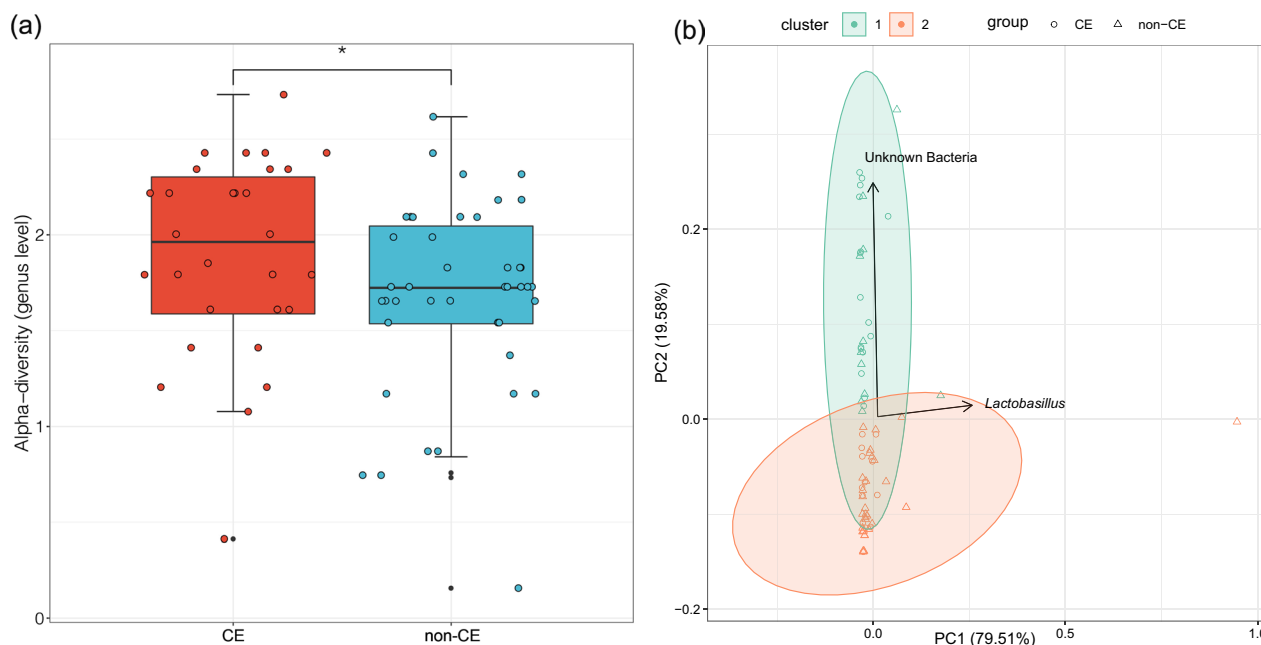 (a)
*
Alpha−diversity (genus level)
2
1
0
CE
non−CE
(b)
cluster 1 2 group CE non−CE
Unknown Bacteria
Lactobasillus
PC2 (19.58%)
0.2
0.0
−0.2
0.0
0.5
1.0
PC1 (79.51%)